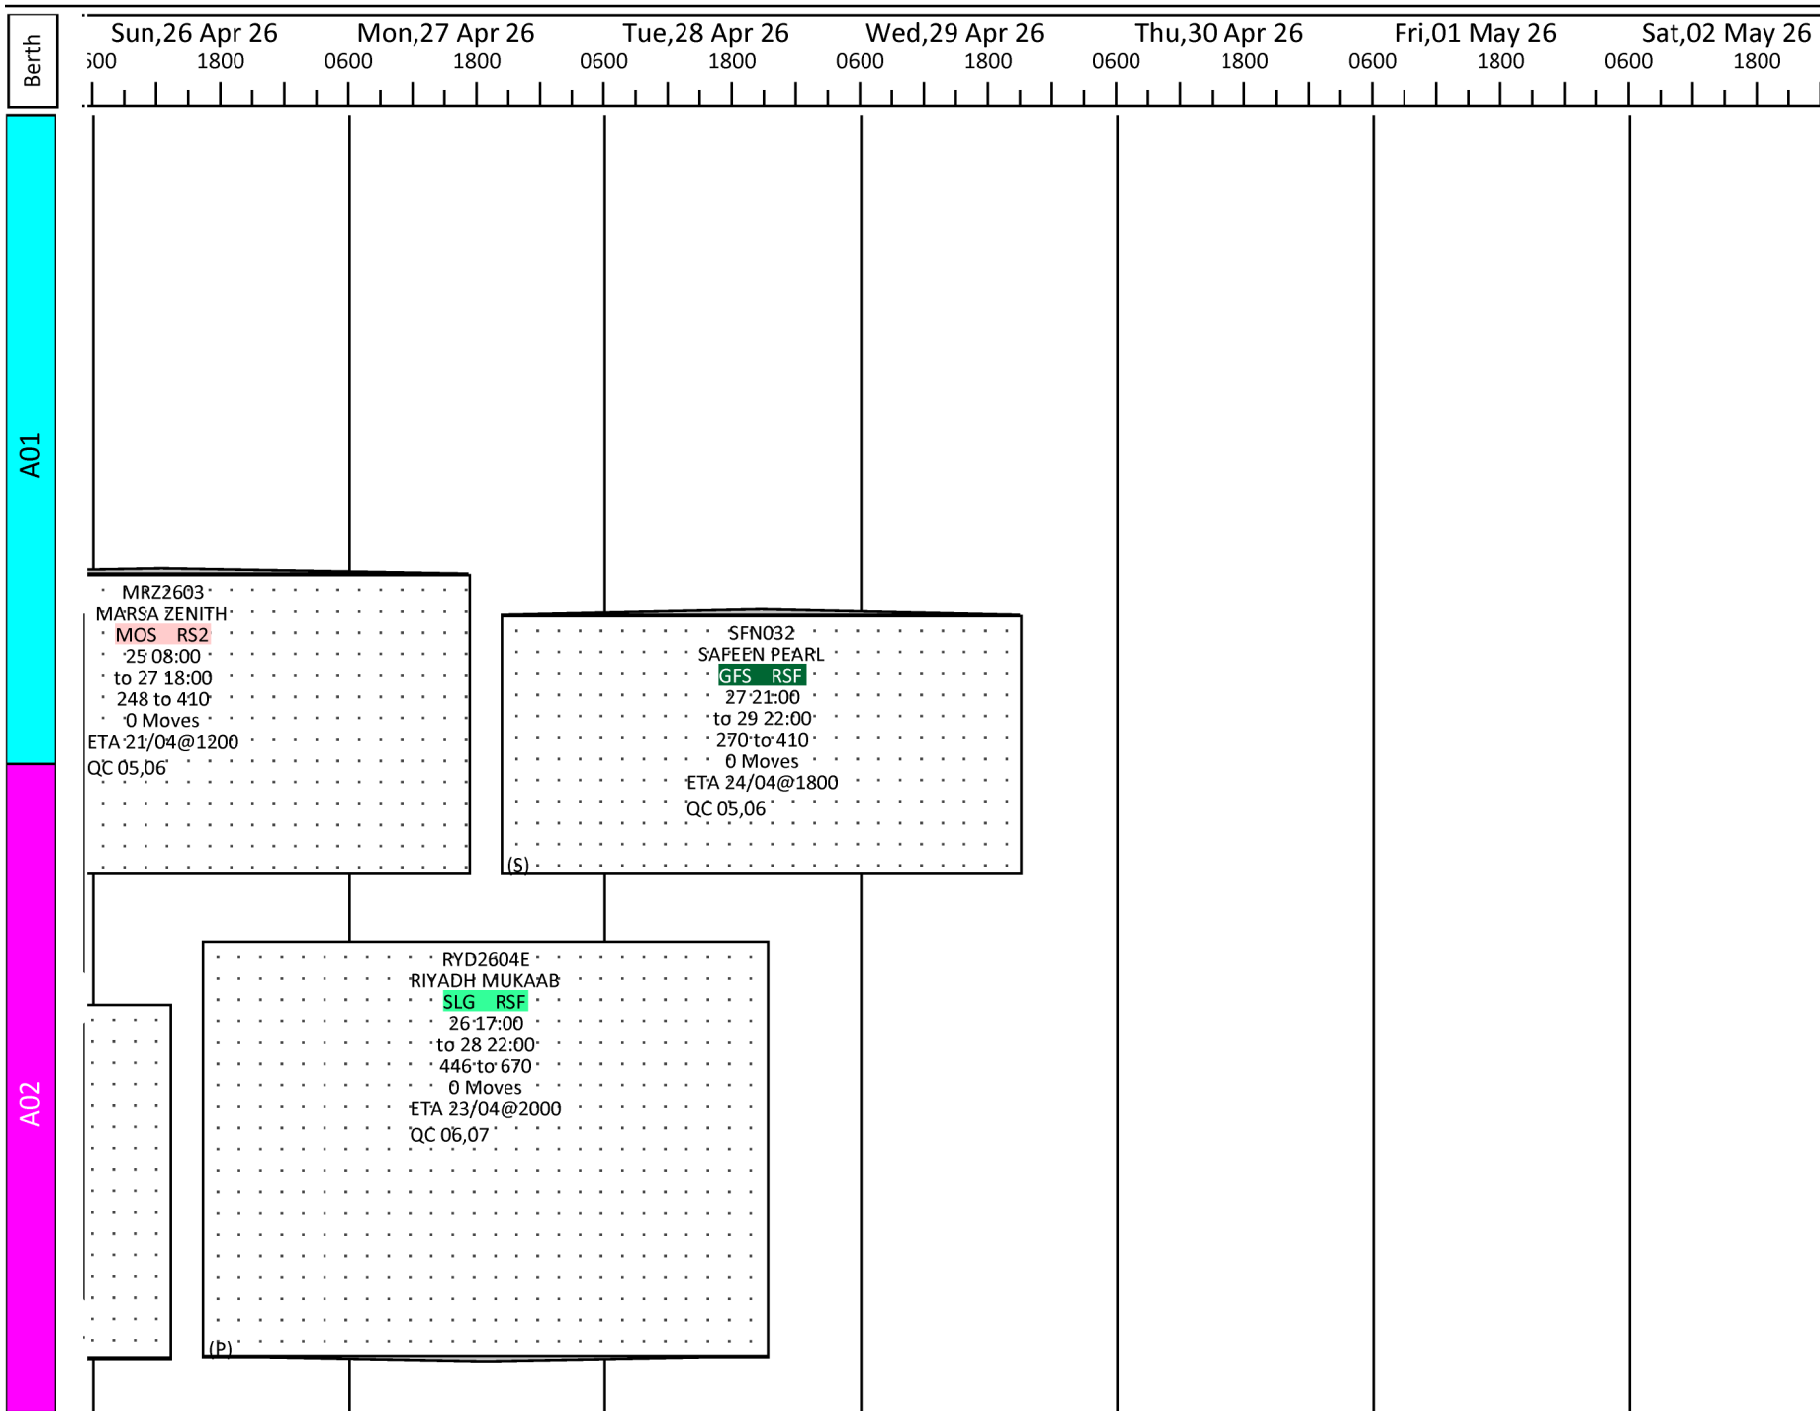 Berth
Sun,26 Apr 26 Mon,27 Apr 26 Tue,28 Apr 26 Wed,29 Apr 26 Thu,30 Apr 26 Fri,01 May 26 Sat,02 May 26
1800 0600 1800 0600 1800 0600 1800 0600 1800 0600 1800 0600 1800
A01
MRZ2603
MARSA ZENITH
MOS RS2
25 08:00
to 27 18:00
248 to 410
0 Moves
ETA 21/04@1200
QC 05,06
SFN032
SAFEEN PEARL
GFS RSF
27 21:00
to 29 22:00
270 to 410
0 Moves
ETA 24/04@1800
QC 05,06
(S)
A02
RYD2604E
RIYADH MUKAAB
SLG RSF
26 17:00
to 28 22:00
446 to 670
0 Moves
ETA 23/04@2000
QC 06,07
(P)